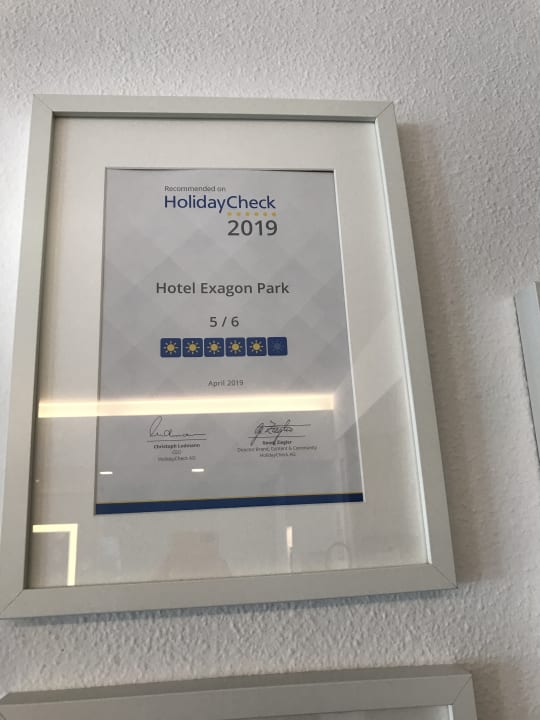 Recommended on
HolidayCheck
2019
Hotel Exagon Park
5 / 6
April 2019
Christoph Ludmann
CEO
HolidayCheck AG
Georg Ziegler
Director Brand, Content & Community
HolidayCheck AG